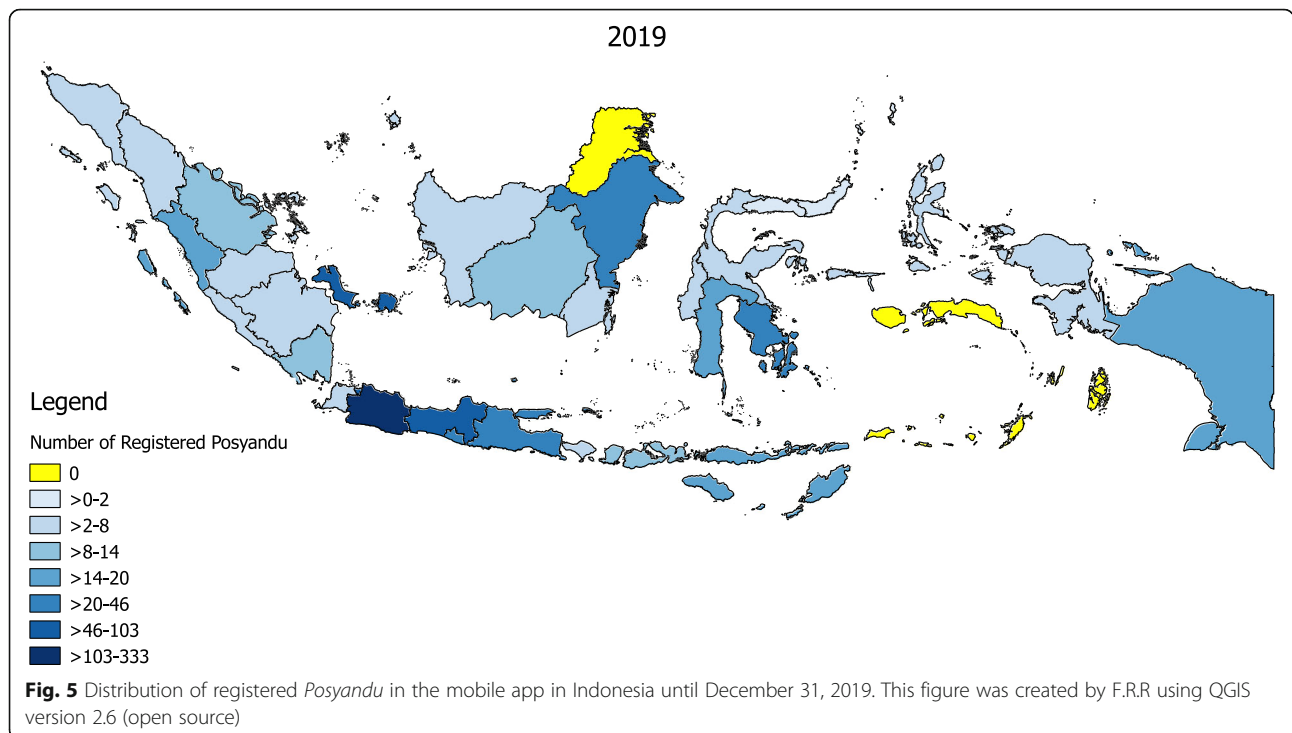 2019
Legend
Number of Registered Posyandu
0
>0-2
>2-8
>8-14
>14-20
>20-46
>46-103
>103-333
Fig. 5 Distribution of registered Posyandu in the mobile app in Indonesia until December 31, 2019. This figure was created by F.R.R using QGIS
version 2.6 (open source)